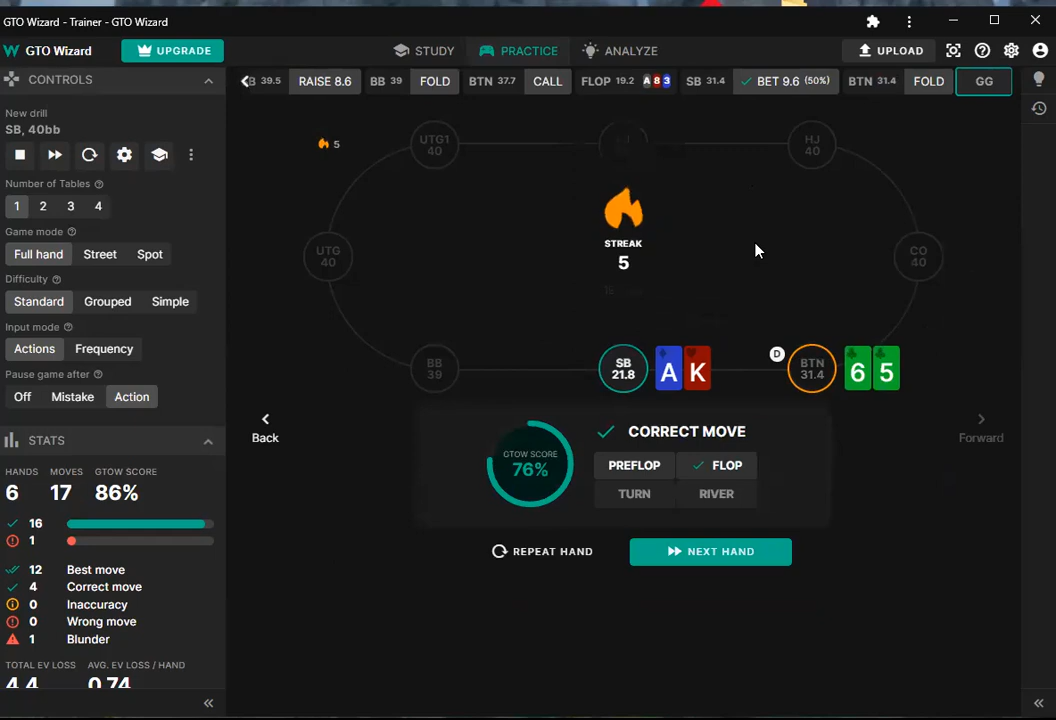 GTO Wizard - Trainer - GTO Wizard
GTO Wizard
UPGRADE
STUDY
PRACTICE
ANALYZE
UPLOAD
CONTROLS
B 39.5
RAISE 8.6
BB 39
FOLD
BTN 37.7
CALL
FLOP 19.2 A 8 3
SB 31.4
BET 9.6 (50%)
BTN 31.4
FOLD
GG
New drill
SB, 40bb
Number of Tables
1 2 3 4
Game mode
Full hand Street Spot
Difficulty
Standard Grouped Simple
Input mode
Actions Frequency
Pause game after
Off Mistake Action
STATS
HANDS MOVES GTOW SCORE
6 17 86%
16
1
12 Best move
4 Correct move
0 Inaccuracy
0 Wrong move
1 Blunder
TOTAL EV LOSS AVG. EV LOSS / HAND
4.4 0.74
5
UTG1
40
HJ
40
UTG
40
CO
40
STREAK
5
BB
39
SB
21.8
A K
D
BTN
31.4
6 5
Back
Forward
GTOW SCORE
76%
CORRECT MOVE
PREFLOP
FLOP
TURN
RIVER
REPEAT HAND
NEXT HAND